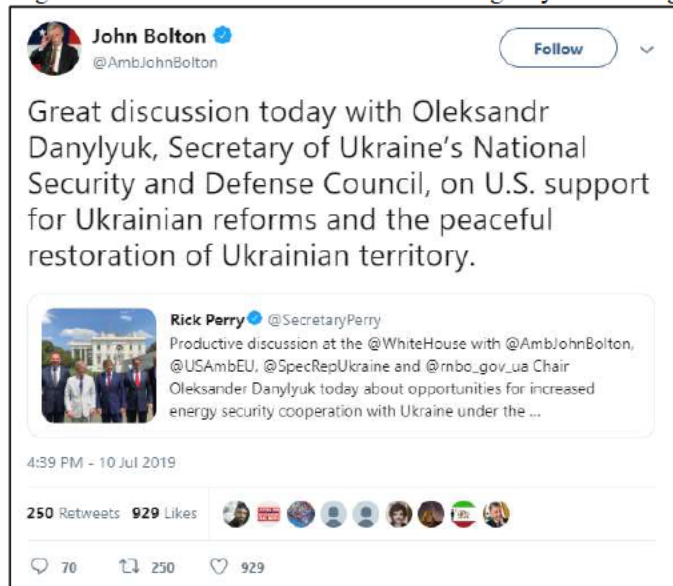 John Bolton
@AmbJohnBolton
Follow
Great discussion today with Oleksandr
Danylyuk, Secretary of Ukraine's National
Security and Defense Council, on U.S. support
for Ukrainian reforms and the peaceful
restoration of Ukrainian territory.
Rick Perry @SecretaryPerry
Productive discussion at the @WhiteHouse with @AmbJohnBolton,
@USAmbEU, @SpecRepUkraine and @rnbo_gov_ua Chair
Oleksander Danylyuk today about opportunities for increased
energy security cooperation with Ukraine under the ...
4:39 PM - 10 Jul 2019
250 Retweets 929 Likes
70 250 929